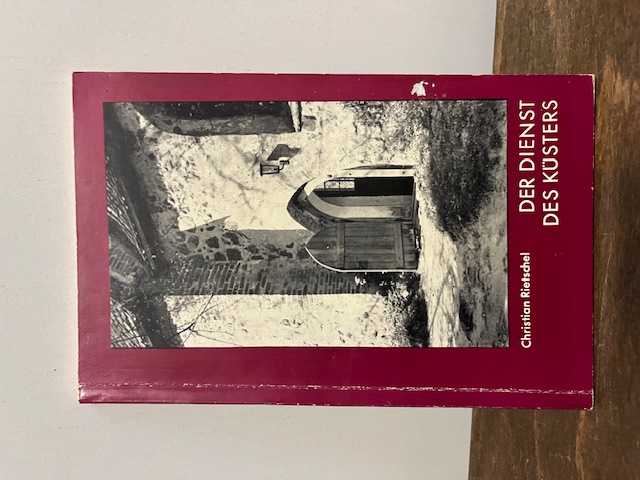 Christian Rietschel
DER DIENST
DES KÜSTERS